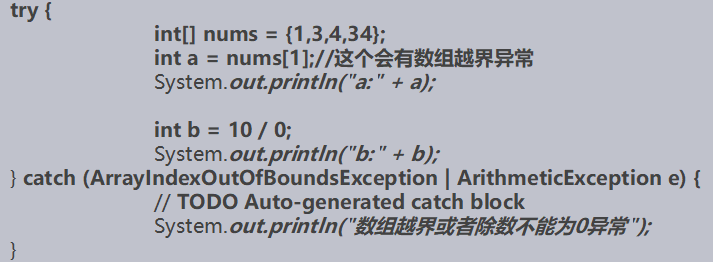 try {
int[] nums = {1,3,4,34};
int a = nums[1];//这个会有数组越界异常
System.out.println("a:" + a);
int b = 10 / 0;
System.out.println("b:" + b);
} catch (ArrayIndexOutOfBoundsException | ArithmeticException e) {
// TODO Auto-generated catch block
System.out.println("数组越界或者除数不能为0异常");
}